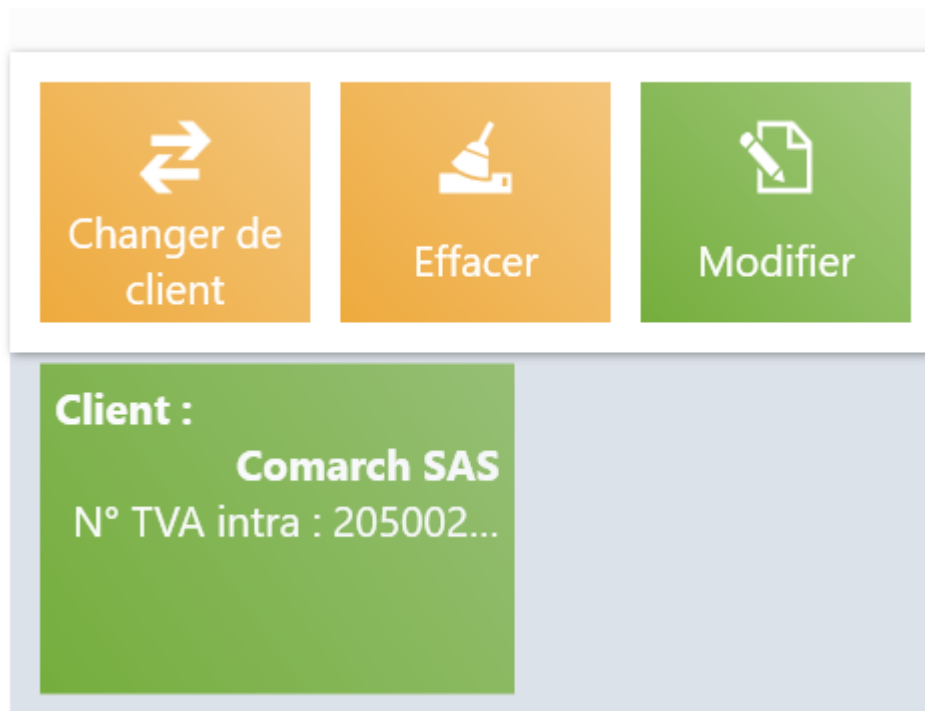 Changer de
client
Effacer
Modifier
Client :
Comarch SAS
N° TVA intra : 205002...